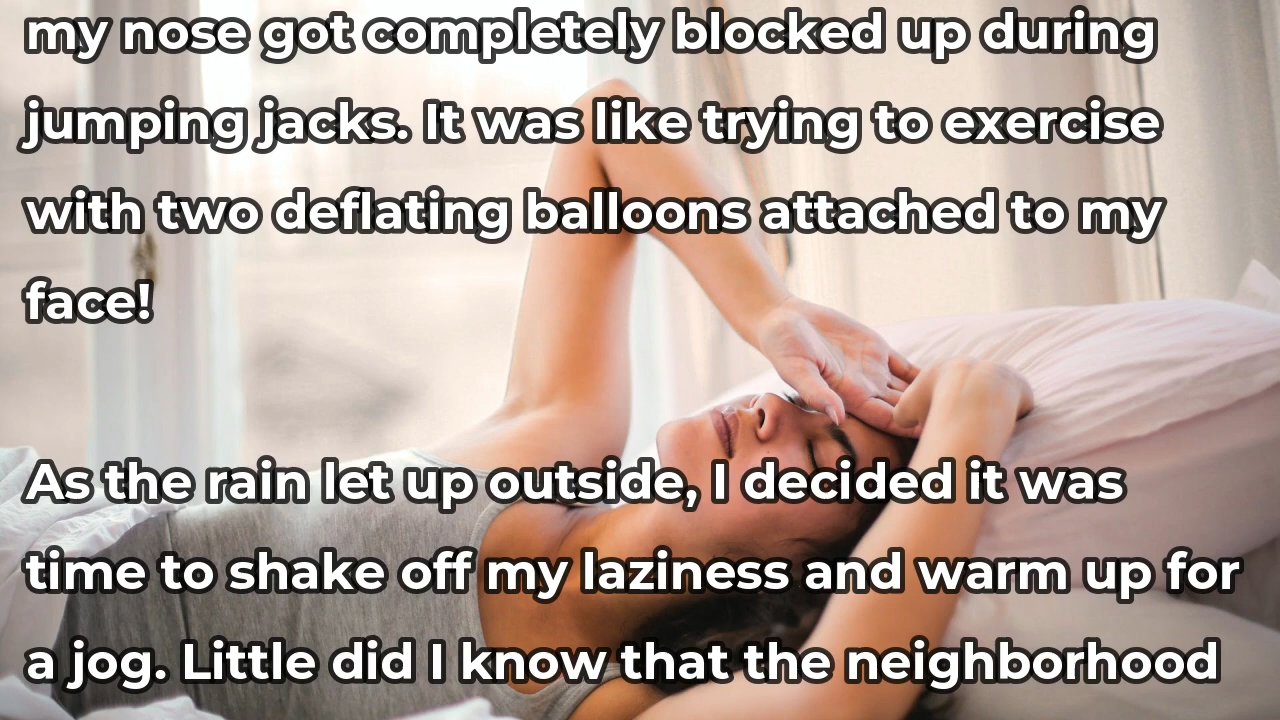 my nose got completely blocked up during
jumping jacks. It was like trying to exercise
with two deflating balloons attached to my
face!
As the rain let up outside, I decided it was
time to shake off my laziness and warm up for
a jog. Little did I know that the neighborhood